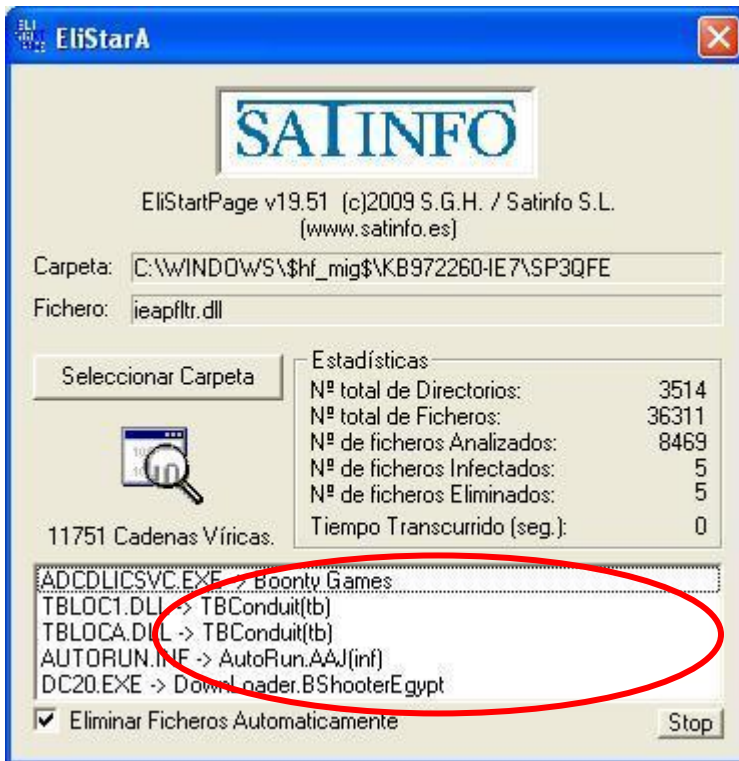 EliStarA
SATINFO
EliStartPage v19.51 (c)2009 S.G.H. / Satinfo S.L.
(www.satinfo.es)
Carpeta: C:\WINDOWS\$hf_mig$\KB972260-IE7\SP3QFE
Fichero: ieapfltr.dll
Seleccionar Carpeta
Estadísticas
Nº total de Directorios: 3514
Nº total de Ficheros: 36311
Nº de ficheros Analizados: 8469
Nº de ficheros Infectados: 5
Nº de ficheros Eliminados: 5
Tiempo Transcurrido (seg.): 0
11751 Cadenas Víricas.
ADCDLICSVC.EXE -> Boonty Games
TBLOC1.DLL -> TBConduit(tb)
TBLOCA.DLL -> TBConduit(tb)
AUTORUN.INF -> AutoRun.AAJ(inf)
DC20.EXE -> DownLoader.BShooterEgypt
Eliminar Ficheros Automaticamente
Stop